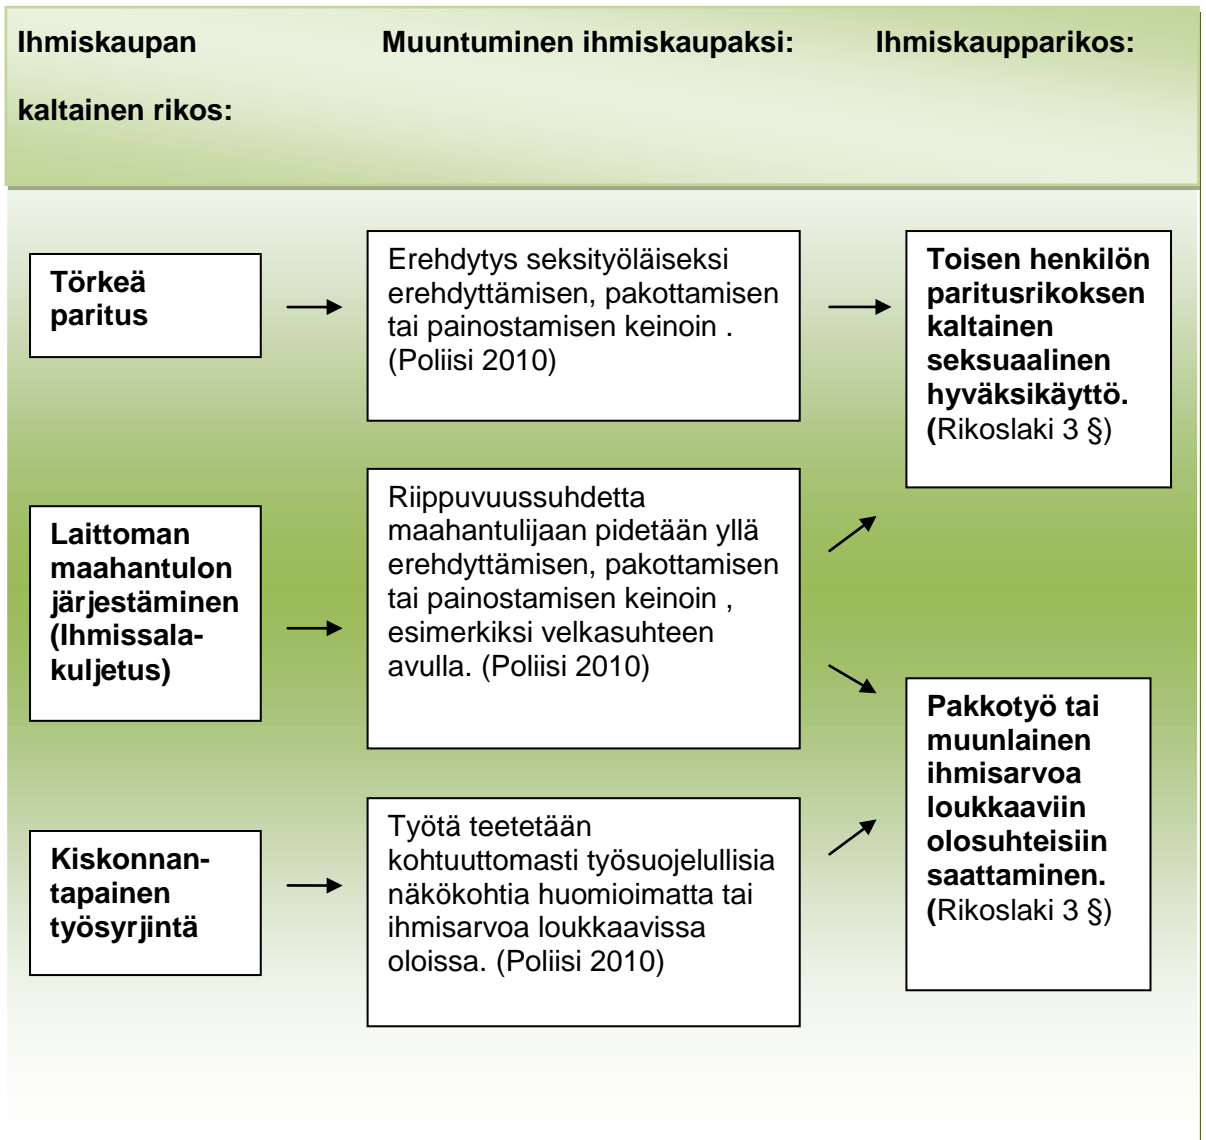 Ihmiskaupan
kaltainen rikos:
Muuntuminen ihmiskaupaksi:
Ihmiskaupparikos:
Törkeä
paritus
Erehdytys seksityöläiseksi
erehdyttämisen, pakottamisen
tai painostamisen keinoin .
(Poliisi 2010)
Toisen henkilön
paritusrikoksen
kaltainen
seksuaalinen
hyväksikäyttö.
(Rikoslaki 3 §)
Laittoman
maahantulon
järjestäminen
(Ihmissala-
kuljetus)
Riippuvuussuhdetta
maahantulijaan pidetään yllä
erehdyttämisen, pakottamisen
tai painostamisen keinoin ,
esimerkiksi velkasuhteen
avulla. (Poliisi 2010)
Pakkotyö tai
muunlainen
ihmisarvoa
loukkaaviin
olosuhteisiin
saattaminen.
(Rikoslaki 3 §)
Kiskonnan-
tapainen
työsyrjintä
Työtä teetetään
kohtuuttomasti työsuojelullisia
näkökohtia huomioimatta tai
ihmisarvoa loukkaavissa
oloissa. (Poliisi 2010)